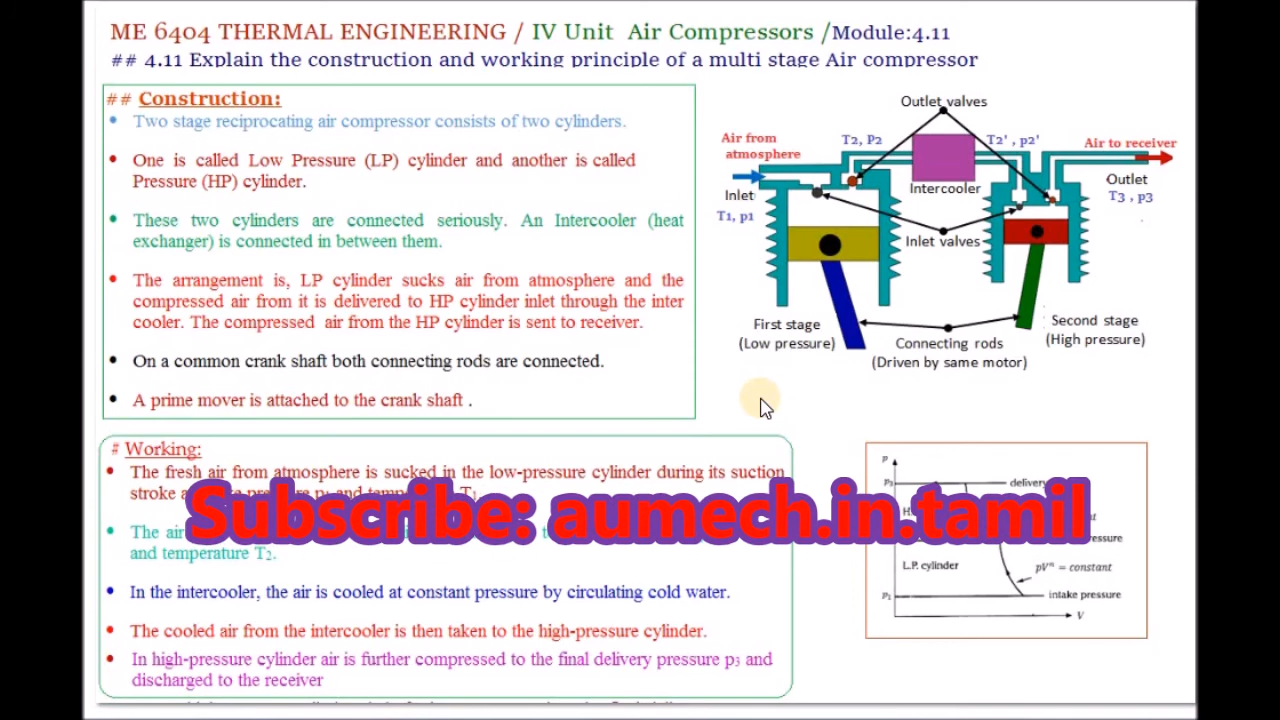 ME 6404 THERMAL ENGINEERING / IV Unit Air Compressors /Module:4.11
## 4.11 Explain the construction and working principle of a multi stage Air compressor
## Construction:
• Two stage reciprocating air compressor consists of two cylinders.
• One is called Low Pressure (LP) cylinder and another is called
Pressure (HP) cylinder.
• These two cylinders are connected seriously. An Intercooler (heat
exchanger) is connected in between them.
• The arrangement is, LP cylinder sucks air from atmosphere and the
compressed air from it is delivered to HP cylinder inlet through the inter
cooler. The compressed air from the HP cylinder is sent to receiver.
• On a common crank shaft both connecting rods are connected.
• A prime mover is attached to the crank shaft .
Outlet valves
Air from
atmosphere
T2, P2
T2' , p2'
Air to receiver
Intercooler
Inlet
T1, p1
Outlet
T3 , p3
Inlet valves
First stage
(Low pressure)
Connecting rods
(Driven by same motor)
Second stage
(High pressure)
# Working:
• The fresh air from atmosphere is sucked in the low-pressure cylinder during its suction
stroke and T1.
Subscribe: aumech.in.tamil
• The air
and temperature T2.
• In the intercooler, the air is cooled at constant pressure by circulating cold water.
• The cooled air from the intercooler is then taken to the high-pressure cylinder.
• In high-pressure cylinder air is further compressed to the final delivery pressure p3 and
discharged to the receiver
p
p3
L.P. cylinder
pVⁿ = constant
p1
intake pressure
V